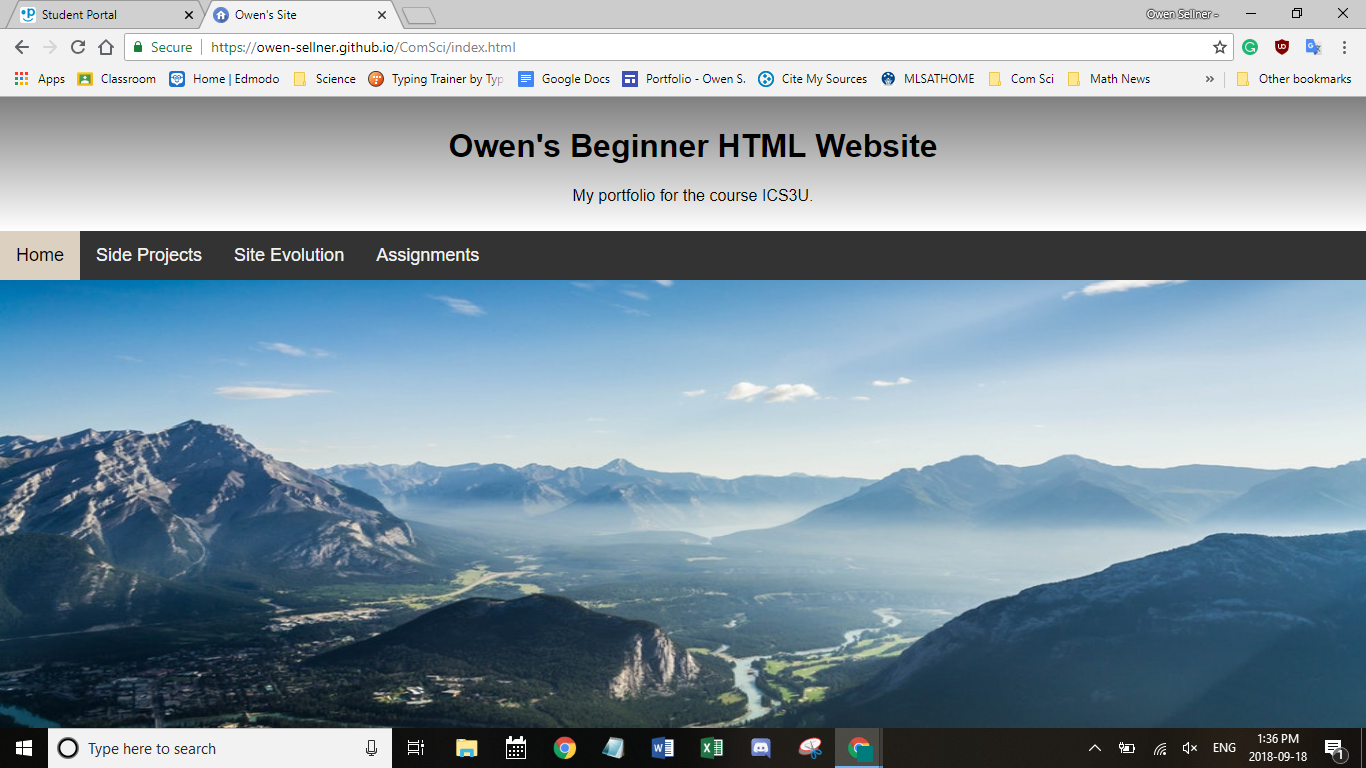 Student Portal
Owen's Site
Owen Sellner -
Secure
https://owen-sellner.github.io/ComSci/index.html
Apps
Classroom
Home | Edmodo
Science
Typing Trainer by Typ
Google Docs
Portfolio - Owen S.
Cite My Sources
MLSATHOME
Com Sci
Math News
»
Other bookmarks
Owen's Beginner HTML Website
My portfolio for the course ICS3U.
Home
Side Projects
Site Evolution
Assignments
Type here to search
ENG
1:36 PM
2018-09-18
1